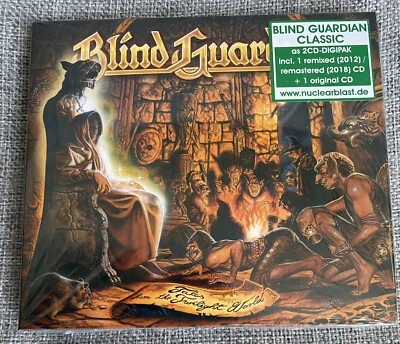 Blind Guar
BLIND GUARDIAN
CLASSIC
as 2CD-DIGIPAK
incl. 1 remixed (2012) /
remastered (2018) CD
+ 1 original CD
www.nuclearblast.de
Tales
from the Twilight World